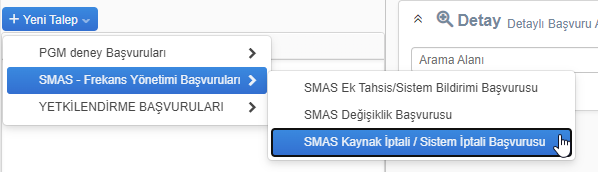 + Yeni Talep
Detay Detaylı Başvuru A
PGM deney Başvuruları
SMAS - Frekans Yönetimi Başvuruları
YETKİLENDİRME BAŞVURULARI
Arama Alanı
SMAS Ek Tahsis/Sistem Bildirimi Başvurusu
SMAS Değişiklik Başvurusu
SMAS Kaynak İptali / Sistem İptali Başvurusu